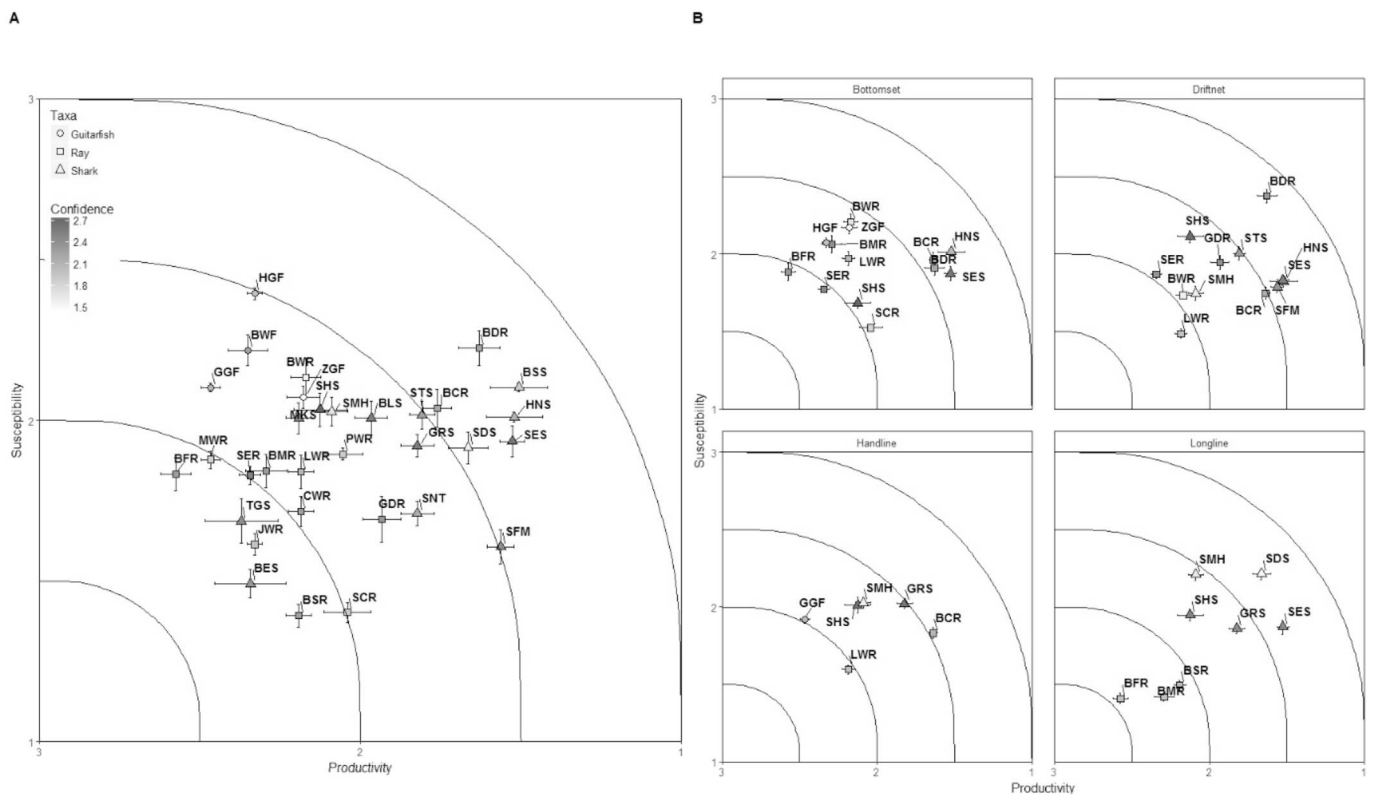 A
B
3
2
1
3
2
1
Susceptibility
Productivity
Taxa
Guitarfish
Ray
Shark
Confidence
2.7
2.4
2.1
1.8
1.5
HGF
BWF
BDR
GGF
BWR
ZGF
BSS
SHS
MKS
SMH
BLS
STS
BCR
HNS
MWR
PWR
GRS
SDS
SES
BFR
SER
BMR
LWR
CWR
TGS
GDR
SNT
JWR
SFM
BES
BSR
SCR
Bottomset
3
2
1
BWR
HGF
ZGF
BMR
BCR
HNS
BFR
LWR
BDR
SES
SER
SHS
SCR
Driftnet
BDR
SHS
GDR
STS
HNS
SER
SES
BWR
SMH
BCR
SFM
LWR
Susceptibility
Handline
3
2
1
SMH
GRS
GGF
SHS
BCR
LWR
3
2
1
Longline
SMH
SDS
SHS
GRS
SES
BSR
BFR
BMR
3
2
1
Productivity